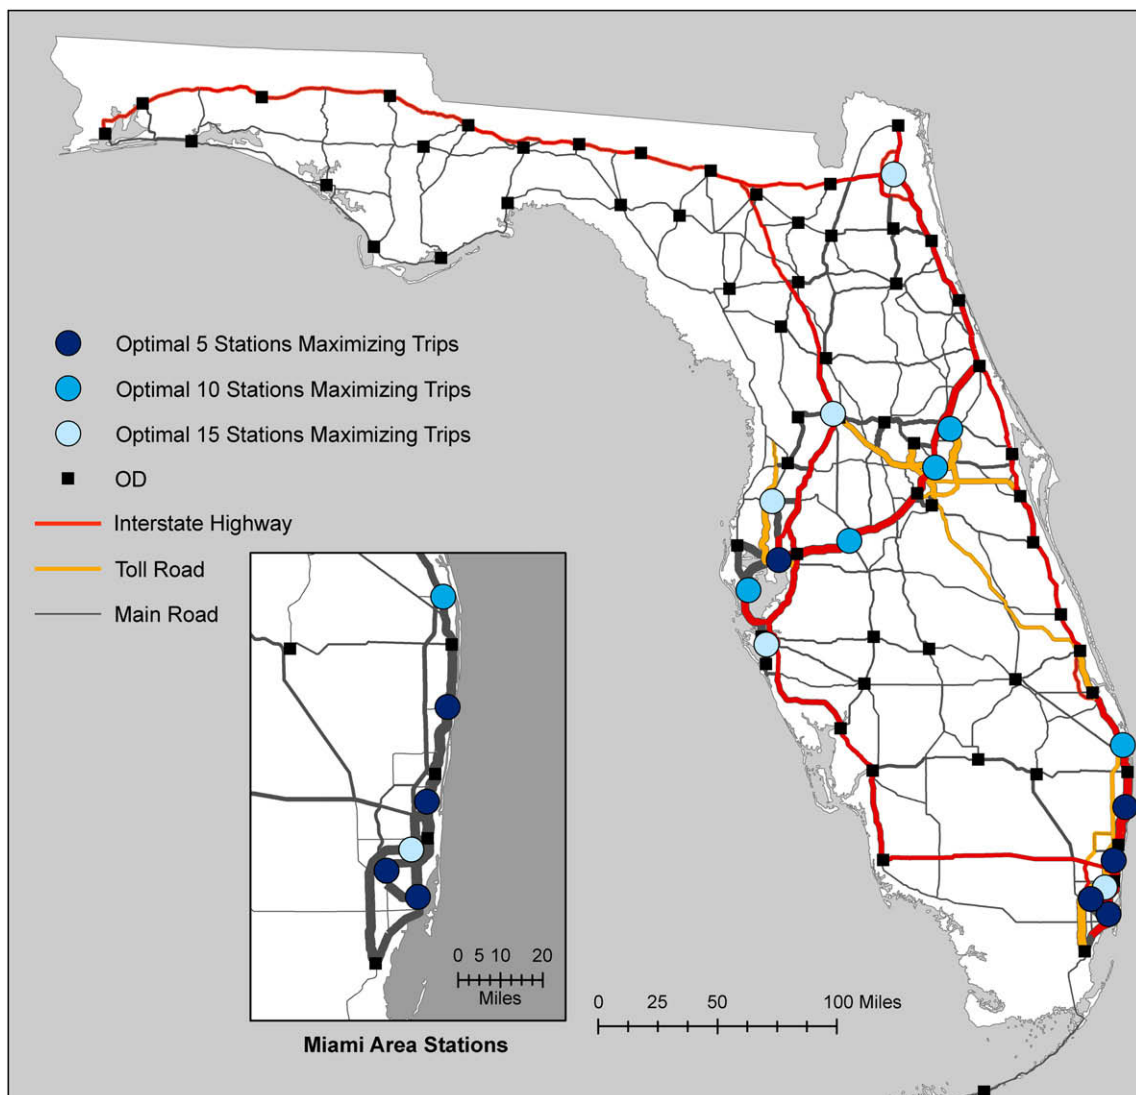 Optimal 5 Stations Maximizing Trips
Optimal 10 Stations Maximizing Trips
Optimal 15 Stations Maximizing Trips
OD
Interstate Highway
Toll Road
Main Road
0 5 10 20
Miles
Miami Area Stations
0 25 50 100 Miles